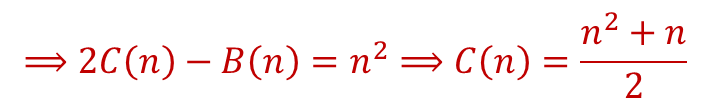 ⟹ 2C(n) − B(n) = n² ⟹ C(n) = (n² + n)/2